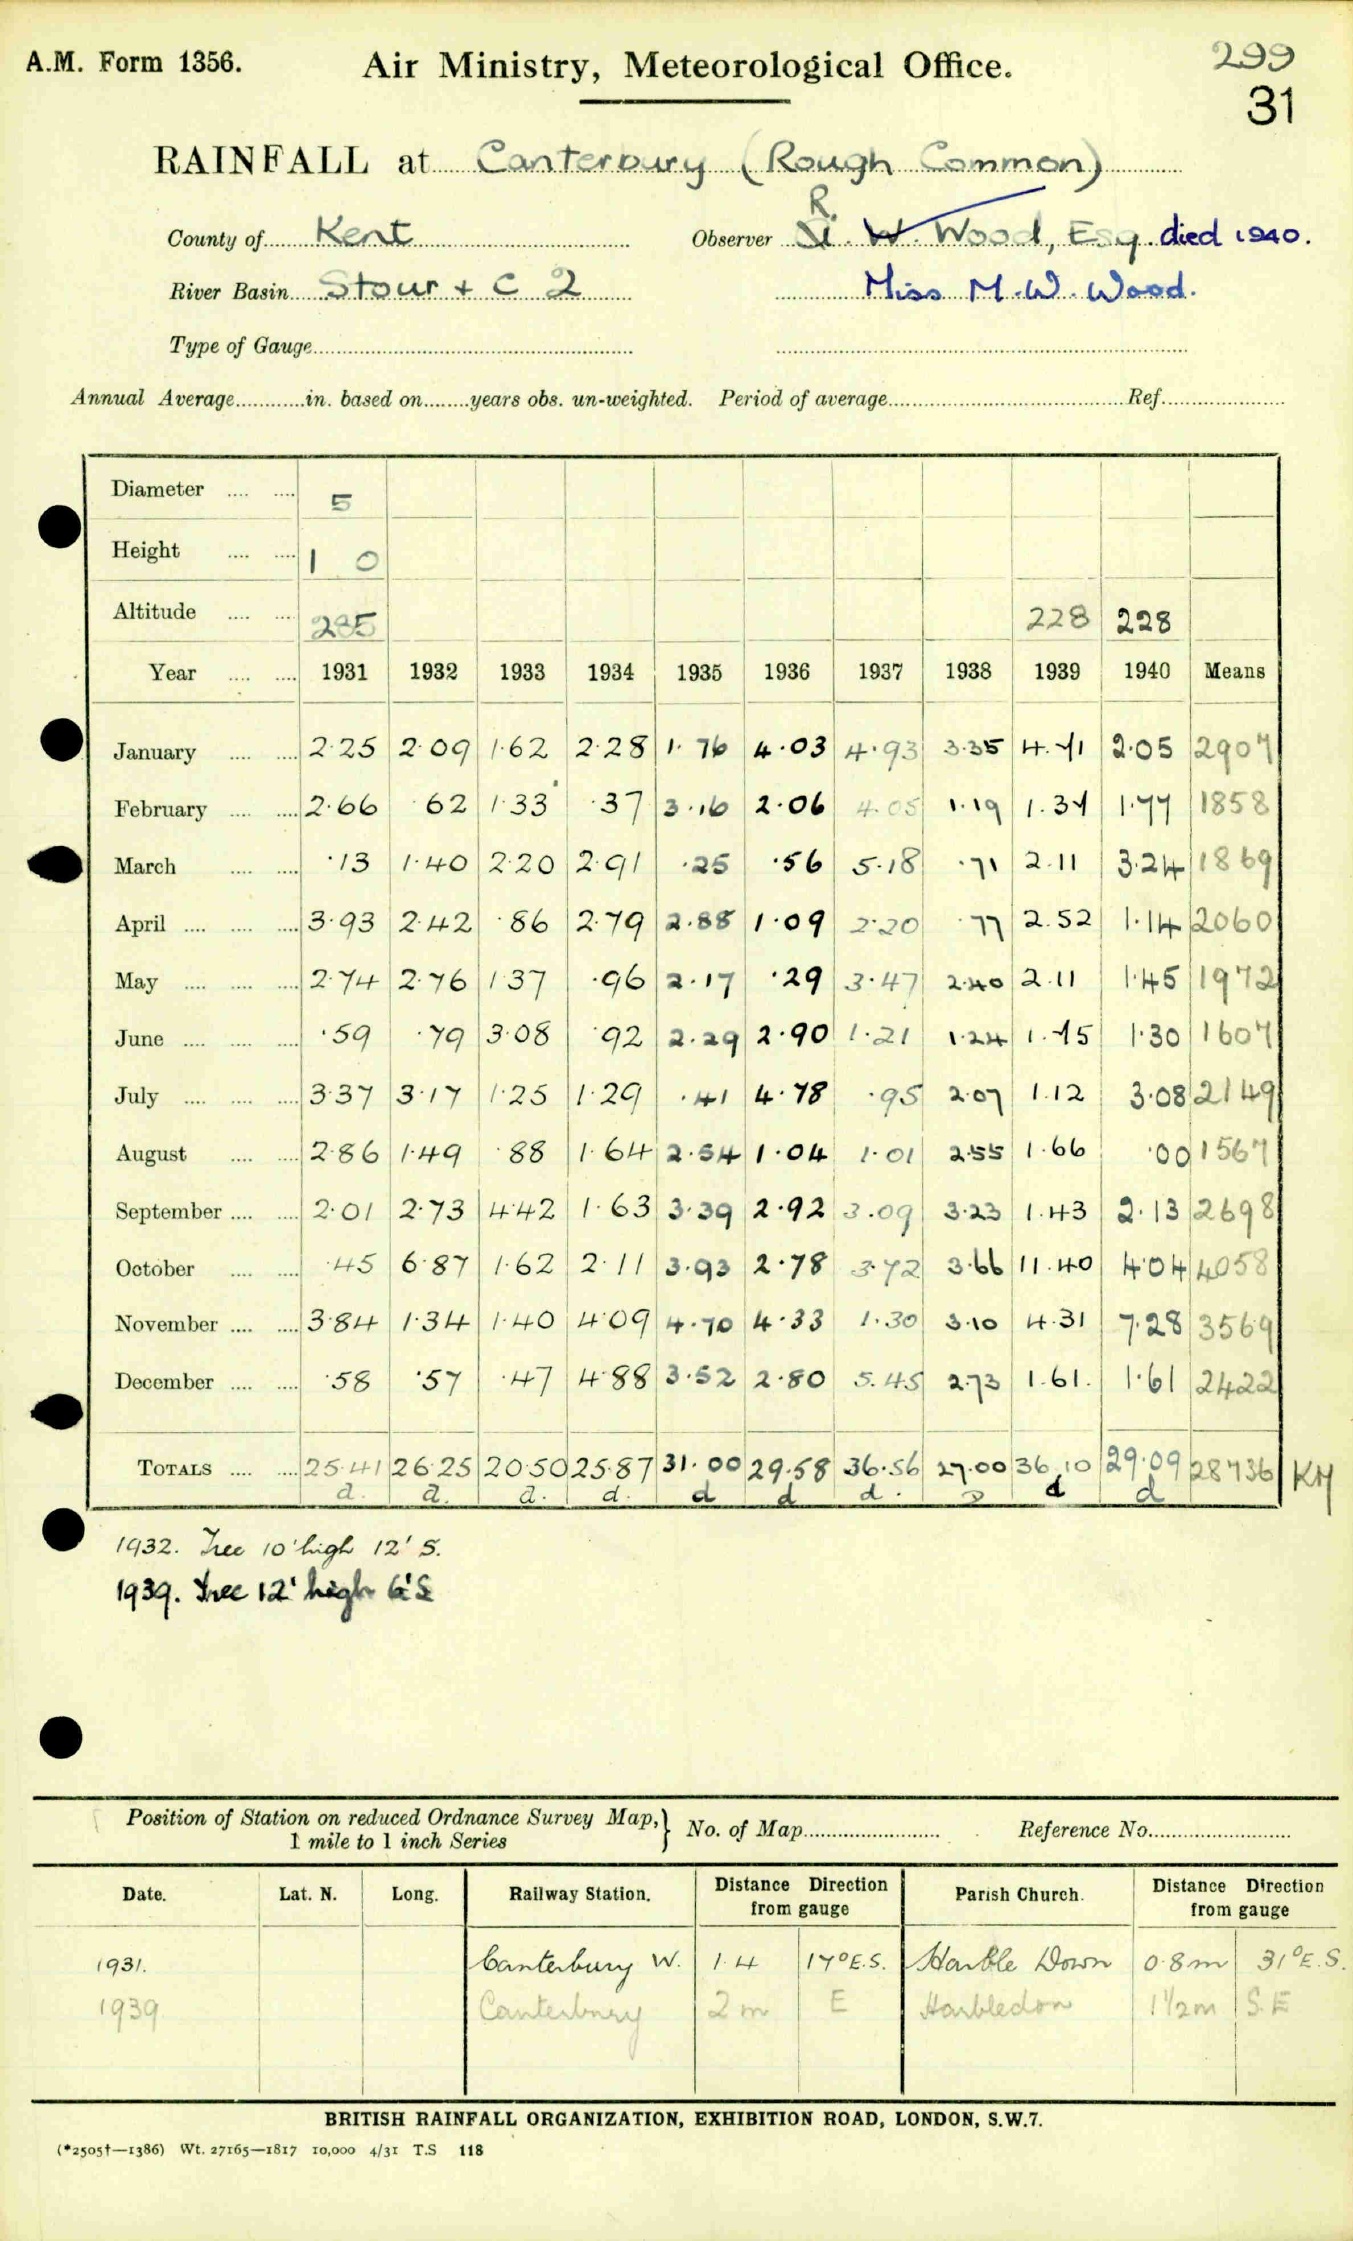 A.M. Form 1356.
Air Ministry, Meteorological Office.
299
31
RAINFALL at Canterbury (Rough Common)
County of Kent
Observer R. W. Wood, Esq. died 1940.
River Basin Stour + C 2
Miss M.W. Wood.
Type of Gauge
Annual Average in. based on years obs. un-weighted. Period of average Ref.
Diameter 5
Height 1 0
Altitude 235 228 228
Year 1931 1932 1933 1934 1935 1936 1937 1938 1939 1940 Means
January 2.25 2.09 1.62 2.28 1.76 4.03 4.93 3.35 4.71 2.05 2907
February 2.66 .62 1.33 .37 3.16 2.06 4.05 1.19 1.37 1.77 1858
March .13 1.40 2.20 2.91 .25 .56 5.18 .71 2.11 3.24 1869
April 3.93 2.42 .86 2.79 2.88 1.09 2.20 .77 2.52 1.14 2060
May 2.74 2.76 1.37 .96 2.17 .29 3.47 2.40 2.11 1.45 1972
June .59 .79 3.08 .92 2.29 2.90 1.21 1.24 1.75 1.30 1607
July 3.37 3.17 1.25 1.29 .41 4.78 .95 2.07 1.12 3.08 2149
August 2.86 1.49 .88 1.64 2.54 1.04 1.01 2.55 1.66 .00 1567
September 2.01 2.73 4.42 1.63 3.39 2.92 3.09 3.23 1.43 2.13 2698
October .45 6.87 1.62 2.11 3.93 2.78 3.72 3.66 11.40 4.04 4058
November 3.84 1.34 1.40 4.09 4.70 4.33 1.30 3.10 4.31 7.28 3569
December .58 .57 .47 4.88 3.52 2.80 5.45 2.73 1.61. 1.61 2422
Totals 25.41 26.25 20.50 25.87 31.00 29.58 36.56 27.00 36.10 29.09 28736 KM
d. d. d. d. d d d. d d
1932. Tree 10' high 12' S.
1939. Tree 12' high 6'S
Position of Station on reduced Ordnance Survey Map,
1 mile to 1 inch Series
No. of Map
Reference No.
Date. Lat. N. Long. Railway Station. Distance Direction from gauge Parish Church. Distance Direction from gauge
1931. Canterbury W. 1.4 17°E.S. Harble Down 0.8m 31°E.S.
1939 Canterbury 2 m E Harbledon 1½m S.E
BRITISH RAINFALL ORGANIZATION, EXHIBITION ROAD, LONDON, S.W.7.
(*2505†—1386) Wt. 27165—1817 10,000 4/31 T.S 118